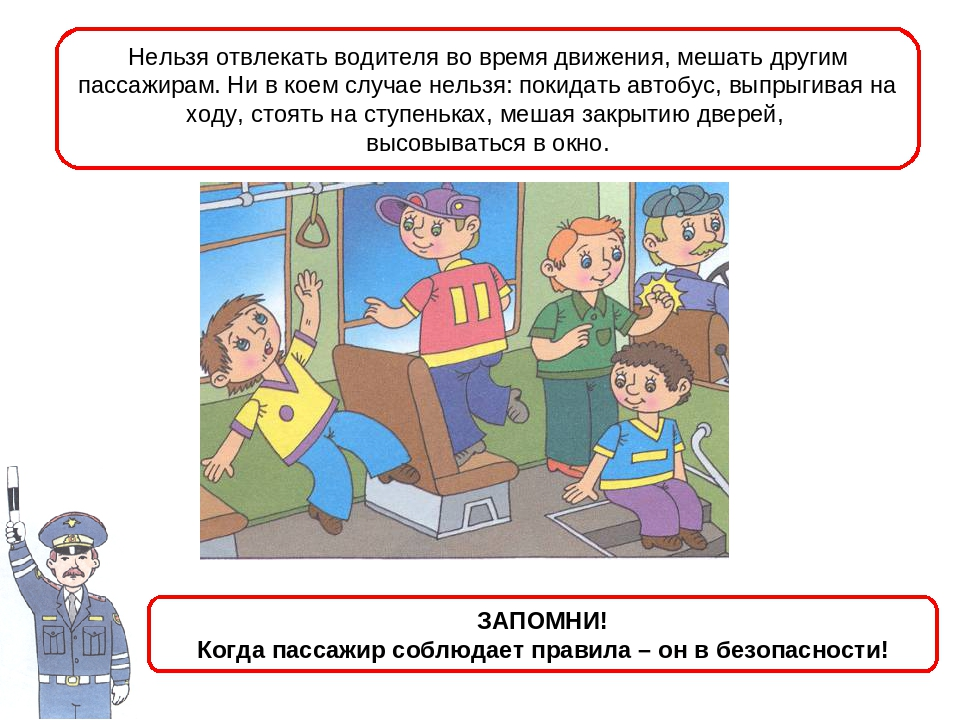 Нельзя отвлекать водителя во время движения, мешать другим
пассажирам. Ни в коем случае нельзя: покидать автобус, выпрыгивая на
ходу, стоять на ступеньках, мешая закрытию дверей,
высовываться в окно.
ЗАПОМНИ!
Когда пассажир соблюдает правила – он в безопасности!